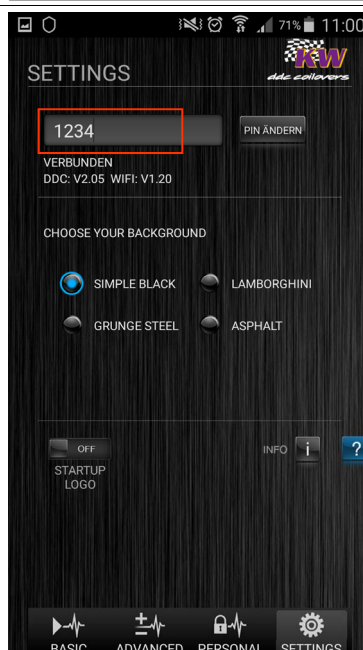 71% 11:00
SETTINGS
KW
ddc coilovers
1234
PIN ÄNDERN
VERBUNDEN
DDC: V2.05 WIFI: V1.20
CHOOSE YOUR BACKGROUND
SIMPLE BLACK
LAMBORGHINI
GRUNGE STEEL
ASPHALT
OFF
INFO i ?
STARTUP
LOGO
BASIC ADVANCED PERSONAL SETTINGS